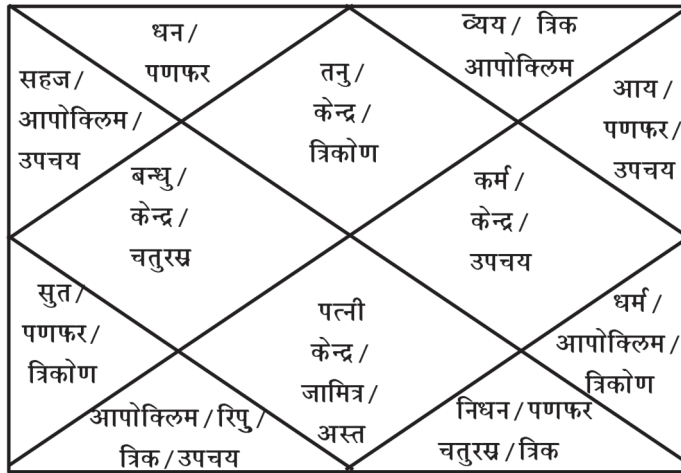 धन /
पणफर
व्यय / त्रिक
आपोक्लिम
सहज /
आपोक्लिम /
उपचय
तनु /
केन्द्र /
त्रिकोण
आय /
पणफर /
उपचय
बन्धु /
केन्द्र /
चतुरस्र
कर्म /
केन्द्र /
उपचय
सुत /
पणफर /
त्रिकोण
पत्नी
केन्द्र /
जामित्र /
अस्त
धर्म /
आपोक्लिम /
त्रिकोण
आपोक्लिम / रिपु /
त्रिक / उपचय
निधन / पणफर
चतुरस्र / त्रिक